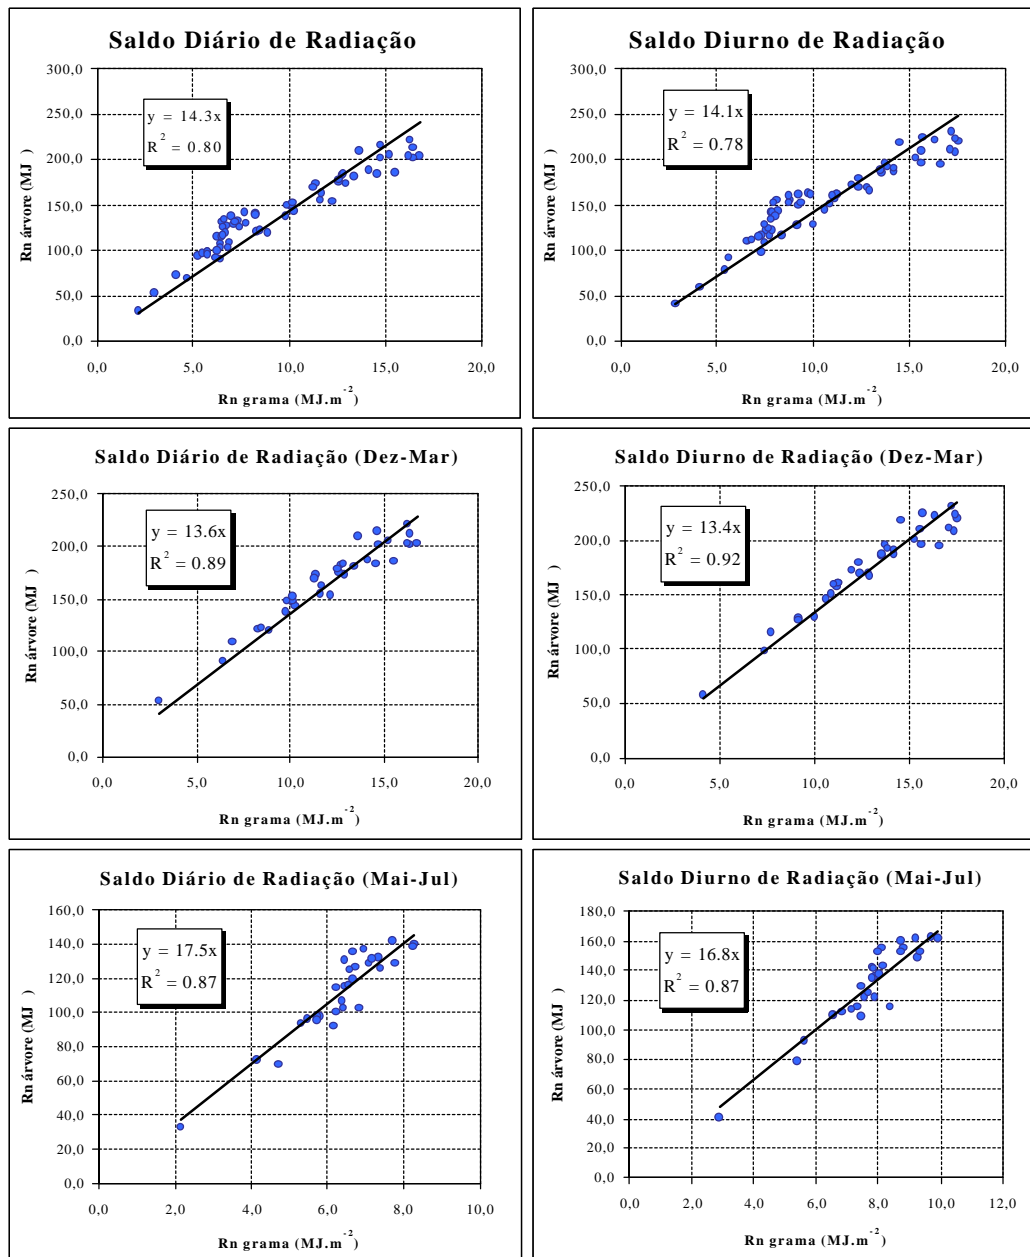 Saldo Diário de Radiação
300,0
250,0
200,0
150,0
100,0
50,0
0,0
y = 14.3x
R² = 0.80
Rn árvore (MJ )
0,0 5,0 10,0 15,0 20,0
Rn grama (MJ.m⁻²)
Saldo Diurno de Radiação
300,0
250,0
200,0
150,0
100,0
50,0
0,0
y = 14.1x
R² = 0.78
Rn árvore (MJ )
0,0 5,0 10,0 15,0 20,0
Rn grama (MJ.m⁻²)
Saldo Diário de Radiação (Dez-Mar)
250,0
200,0
150,0
100,0
50,0
0,0
y = 13.6x
R² = 0.89
Rn árvore (MJ )
0,0 5,0 10,0 15,0 20,0
Rn grama (MJ.m⁻²)
Saldo Diurno de Radiação (Dez-Mar)
250,0
200,0
150,0
100,0
50,0
0,0
y = 13.4x
R² = 0.92
Rn árvore (MJ )
0,0 5,0 10,0 15,0 20,0
Rn grama (MJ.m⁻²)
Saldo Diário de Radiação (Mai-Jul)
160,0
140,0
120,0
100,0
80,0
60,0
40,0
20,0
0,0
y = 17.5x
R² = 0.87
Rn árvore (MJ )
0,0 2,0 4,0 6,0 8,0 10,0
Rn grama (MJ.m⁻²)
Saldo Diurno de Radiação (Mai-Jul)
180,0
160,0
140,0
120,0
100,0
80,0
60,0
40,0
20,0
0,0
y = 16.8x
R² = 0.87
Rn árvore (MJ )
0,0 2,0 4,0 6,0 8,0 10,0 12,0
Rn grama (MJ.m⁻²)